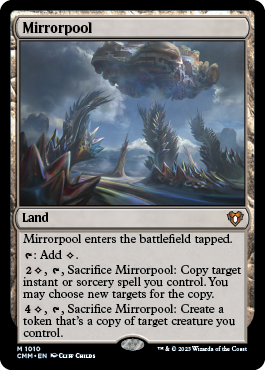 Mirrorpool
Land
Mirrorpool enters the battlefield tapped.
: Add ◇.
2◇, , Sacrifice Mirrorpool: Copy target
instant or sorcery spell you control. You
may choose new targets for the copy.
4◇, , Sacrifice Mirrorpool: Create a
token that's a copy of target creature you
control.
M 1010
CMM • EN Cliff Childs
™ & © 2023 Wizards of the Coast